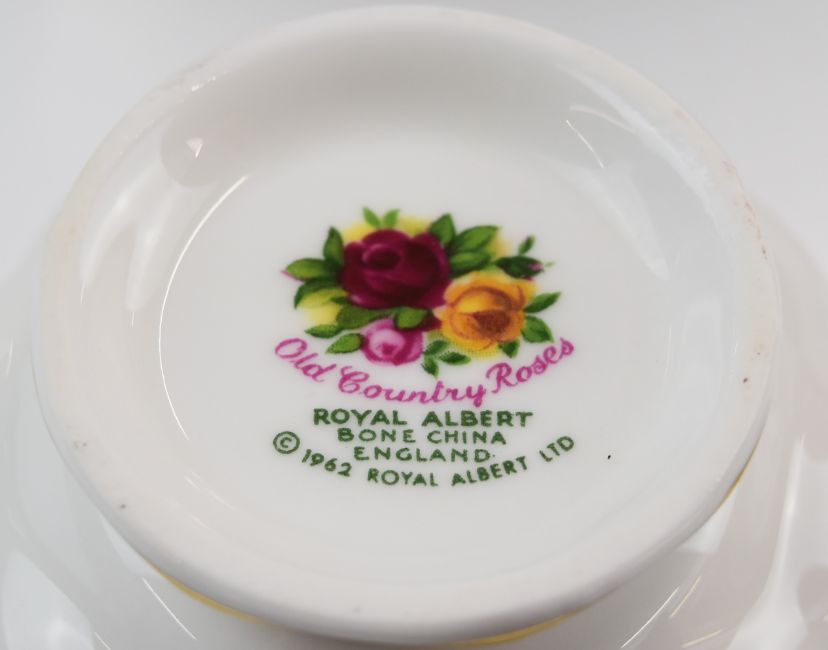 Old Country Roses
ROYAL ALBERT
BONE CHINA
ENGLAND.
© 1962 ROYAL ALBERT LTD